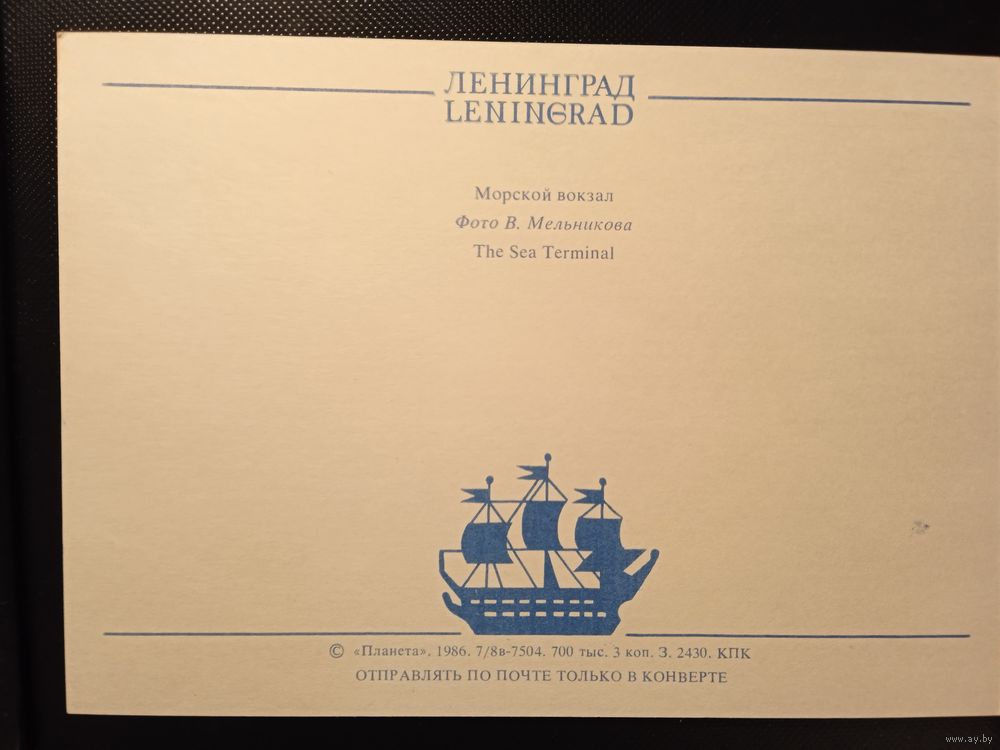 ЛЕНИНГРАД
LENINGRAD
Морской вокзал
Фото В. Мельникова
The Sea Terminal
© «Планета». 1986. 7/8в-7504. 700 тыс. 3 коп. З. 2430. КПК
ОТПРАВЛЯТЬ ПО ПОЧТЕ ТОЛЬКО В КОНВЕРТЕ
www.ay.by